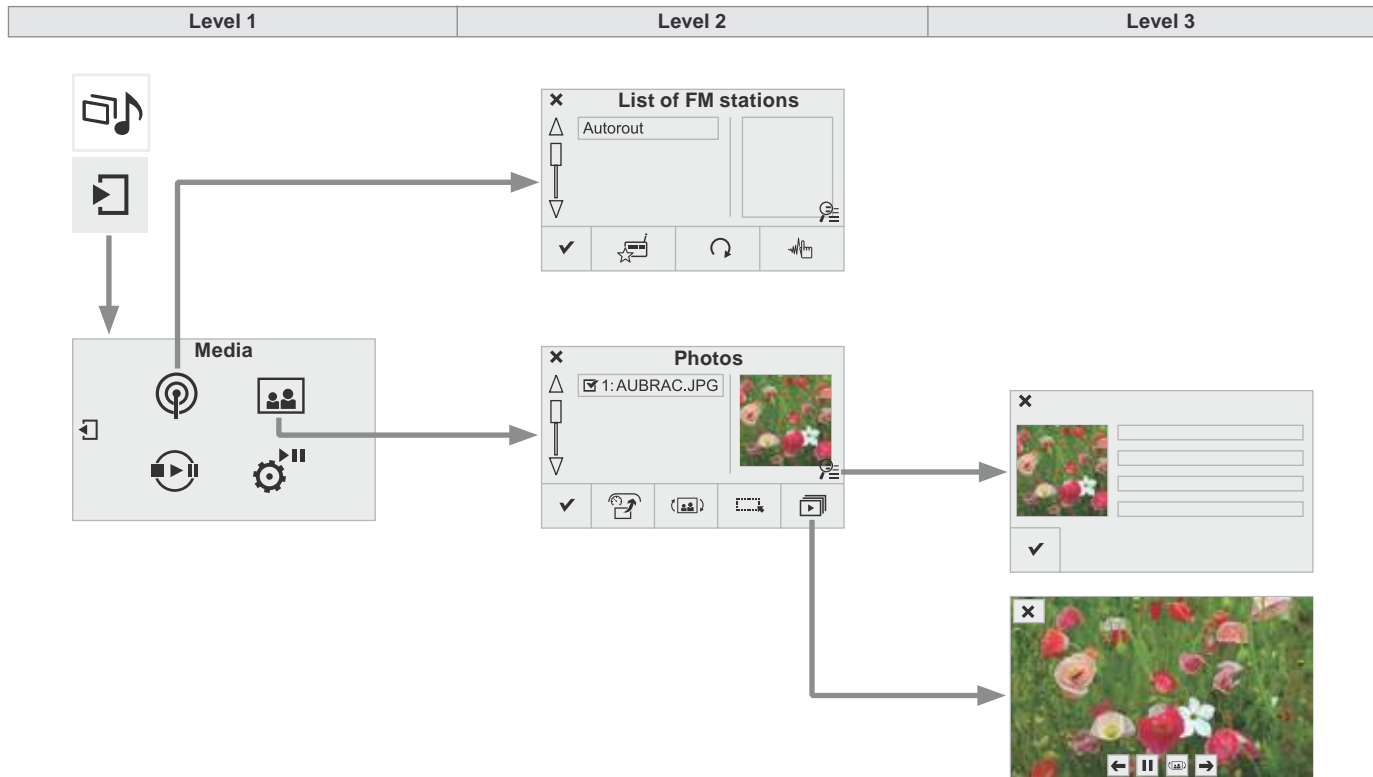 Level 1
Level 2
Level 3
List of FM stations
Autorout
Media
Photos
1: AUBRAC.JPG